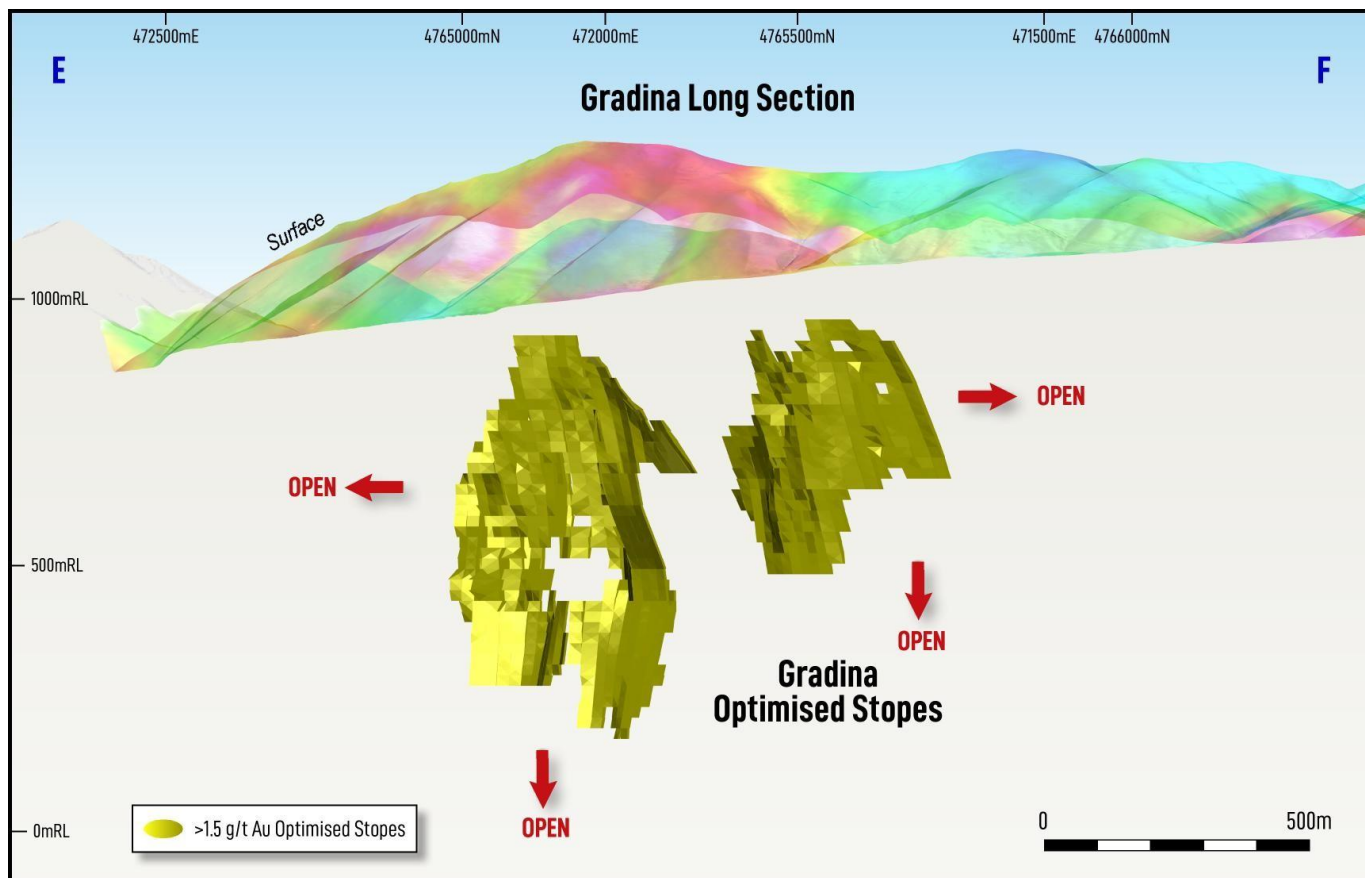 472500mE
4765000mN
472000mE
4765500mN
471500mE
4766000mN
E
F
Gradina Long Section
Surface
1000mRL
OPEN
OPEN
500mRL
OPEN
Gradina
Optimised Stopes
0mRL
>1.5 g/t Au Optimised Stopes
OPEN
0
500m